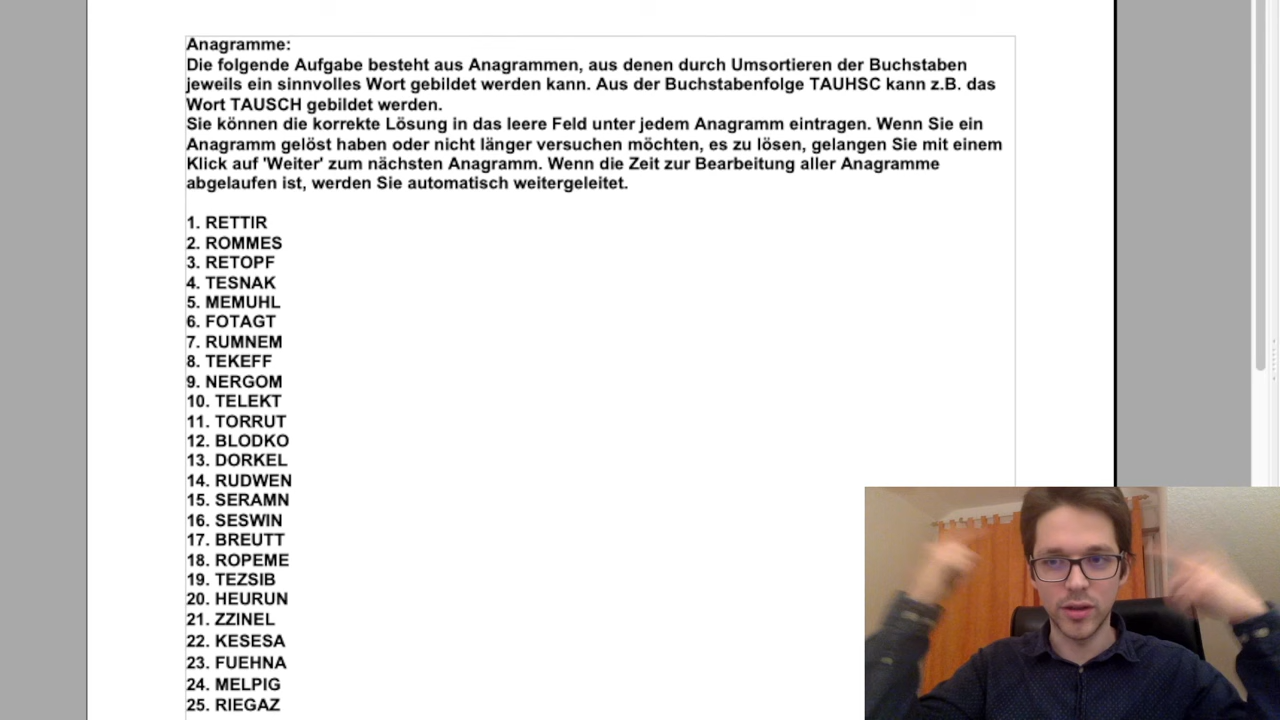 Anagramme:
Die folgende Aufgabe besteht aus Anagrammen, aus denen durch Umsortieren der Buchstaben
jeweils ein sinnvolles Wort gebildet werden kann. Aus der Buchstabenfolge TAUHSC kann z.B. das
Wort TAUSCH gebildet werden.
Sie können die korrekte Lösung in das leere Feld unter jedem Anagramm eintragen. Wenn Sie ein
Anagramm gelöst haben oder nicht länger versuchen möchten, es zu lösen, gelangen Sie mit einem
Klick auf 'Weiter' zum nächsten Anagramm. Wenn die Zeit zur Bearbeitung aller Anagramme
abgelaufen ist, werden Sie automatisch weitergeleitet.
1. RETTIR
2. ROMMES
3. RETOPF
4. TESNAK
5. MEMUHL
6. FOTAGT
7. RUMNEM
8. TEKEFF
9. NERGOM
10. TELEKT
11. TORRUT
12. BLODKO
13. DORKEL
14. RUDWEN
15. SERAMN
16. SESWIN
17. BREUTT
18. ROPEME
19. TEZSIB
20. HEURUN
21. ZZINEL
22. KESESA
23. FUEHNA
24. MELPIG
25. RIEGAZ